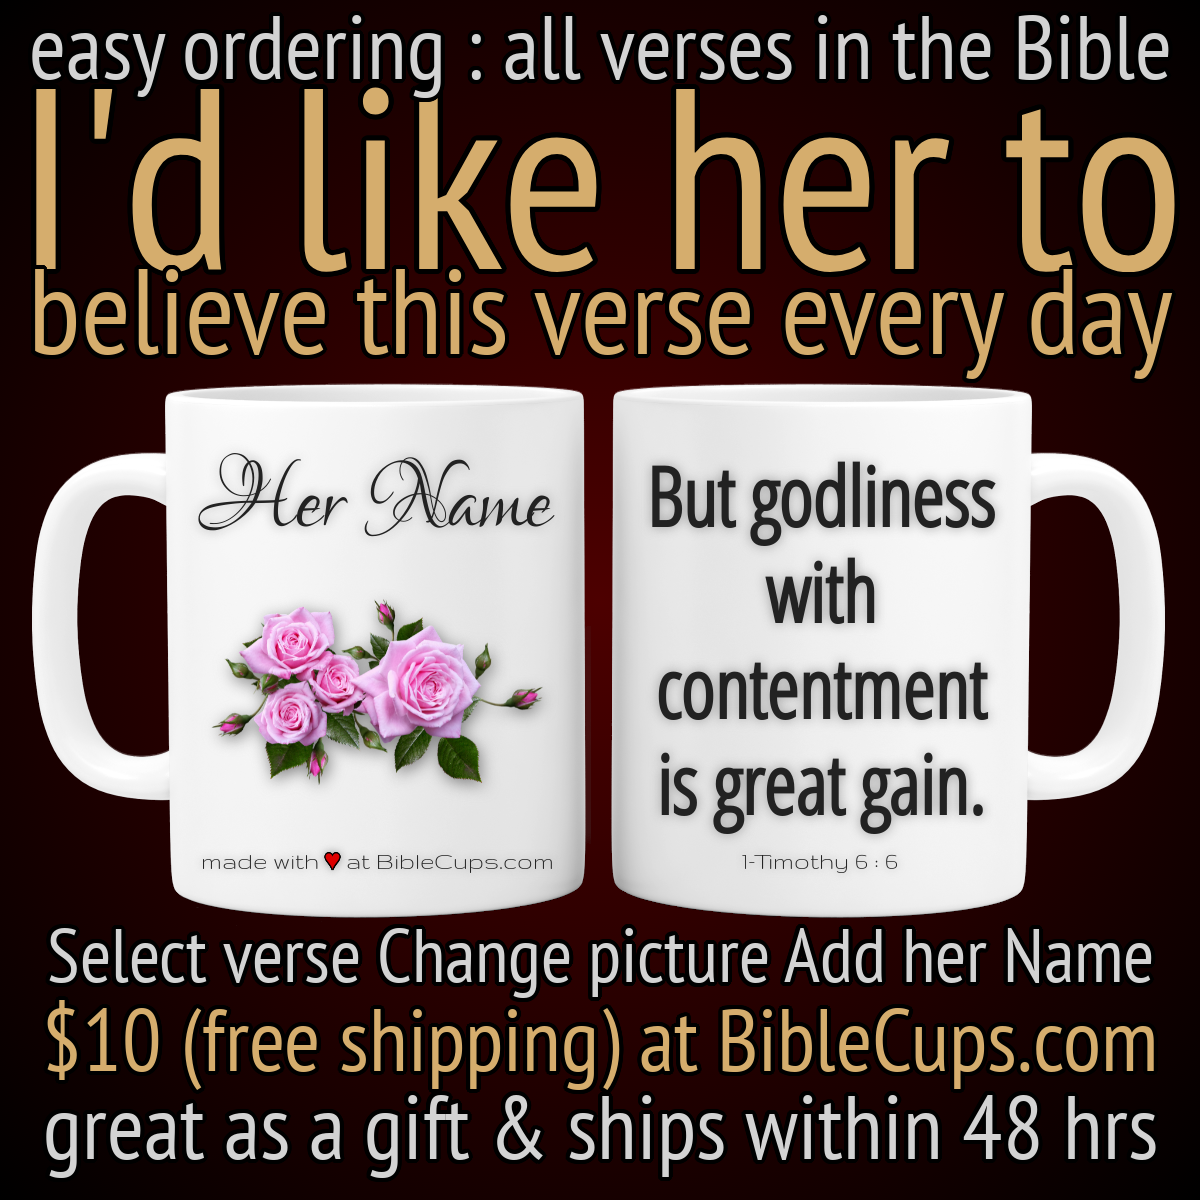 easy ordering : all verses in the Bible
I'd like her to
believe this verse every day
Her Name
made with at BibleCups.com
But godliness
with
contentment
is great gain.
1-Timothy 6 : 6
Select verse Change picture Add her Name
$10 (free shipping) at BibleCups.com
great as a gift & ships within 48 hrs